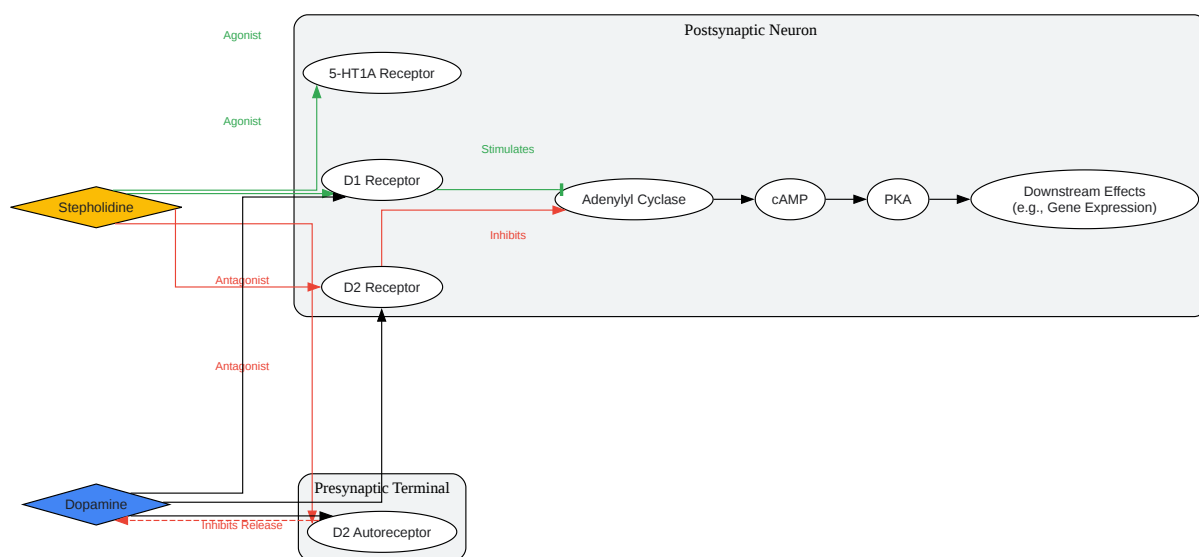 Postsynaptic Neuron
Agonist
5-HT1A Receptor
Agonist
Stimulates
D1 Receptor
Adenylyl Cyclase
cAMP
PKA
Downstream Effects
(e.g., Gene Expression)
Stepholidine
Inhibits
Antagonist
D2 Receptor
Antagonist
Presynaptic Terminal
Dopamine
Inhibits Release
D2 Autoreceptor